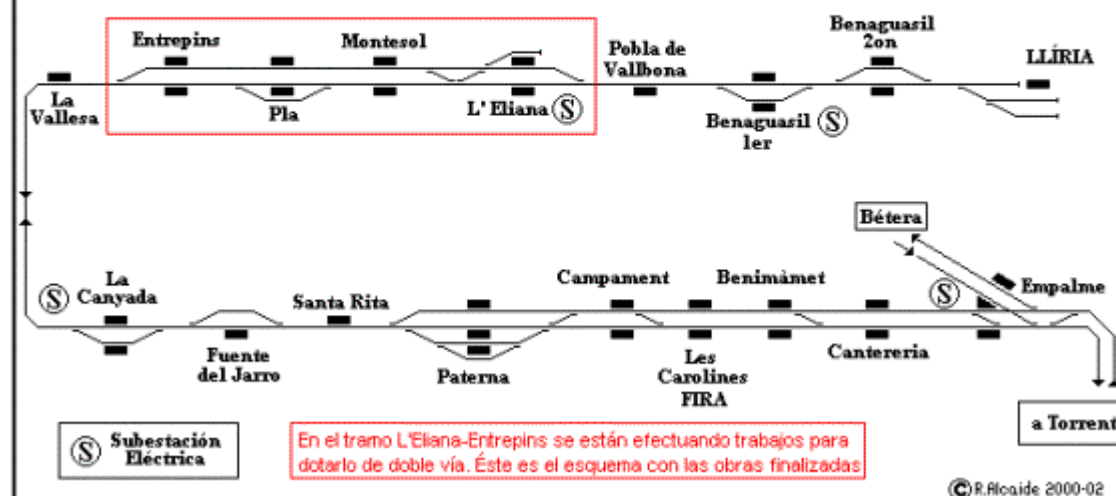 Entrepins
Montesol
Pobla de
Vallbona
Benaguasil
2on
LLÍRIA
La
Vallesa
Pla
L' Eliana
S
Benaguasil
1er
S
Bétera
S
La
Canyada
Santa Rita
Campament
Benimàmet
S
Empalme
Fuente
del Jarro
Paterna
Les
Carolines
FIRA
Cantereria
S Subestación
Eléctrica
En el tramo L'Eliana-Entrepins se están efectuando trabajos para
dotarlo de doble vía. Éste es el esquema con las obras finalizadas
a Torrent
©R.Alcaide 2000-02